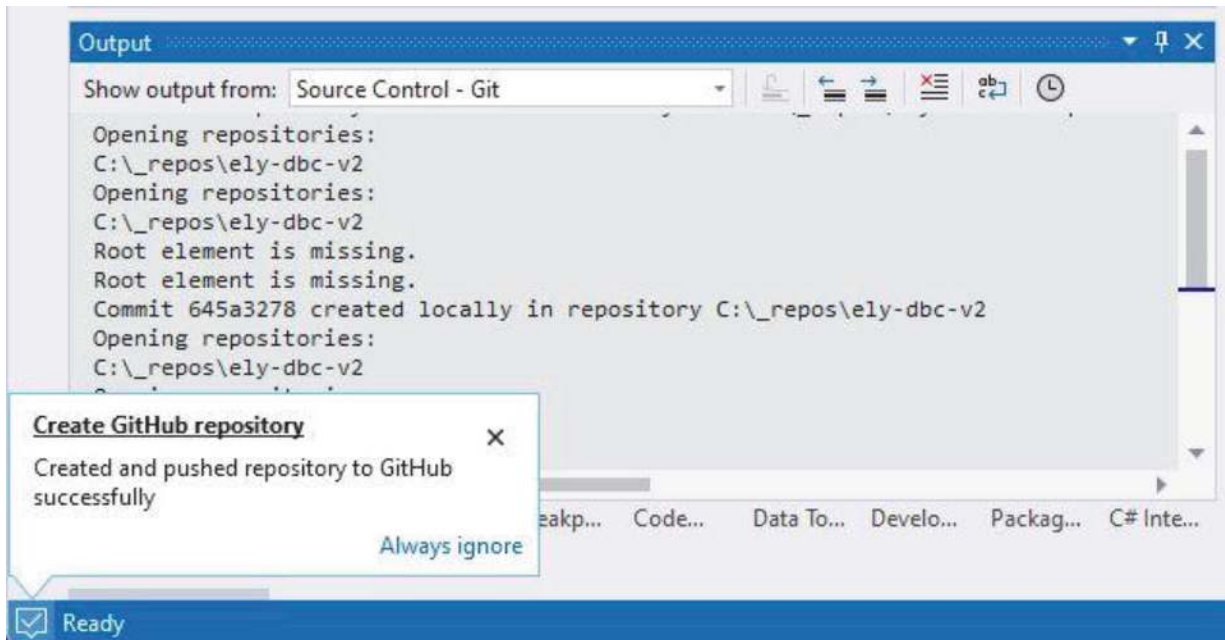 Output
Show output from: Source Control - Git
Opening repositories:
C:\_repos\ely-dbc-v2
Opening repositories:
C:\_repos\ely-dbc-v2
Root element is missing.
Root element is missing.
Commit 645a3278 created locally in repository C:\_repos\ely-dbc-v2
Opening repositories:
C:\_repos\ely-dbc-v2
Create GitHub repository
Created and pushed repository to GitHub
successfully
Always ignore
eakp... Code... Data To... Develo... Packag... C# Inte...
Ready